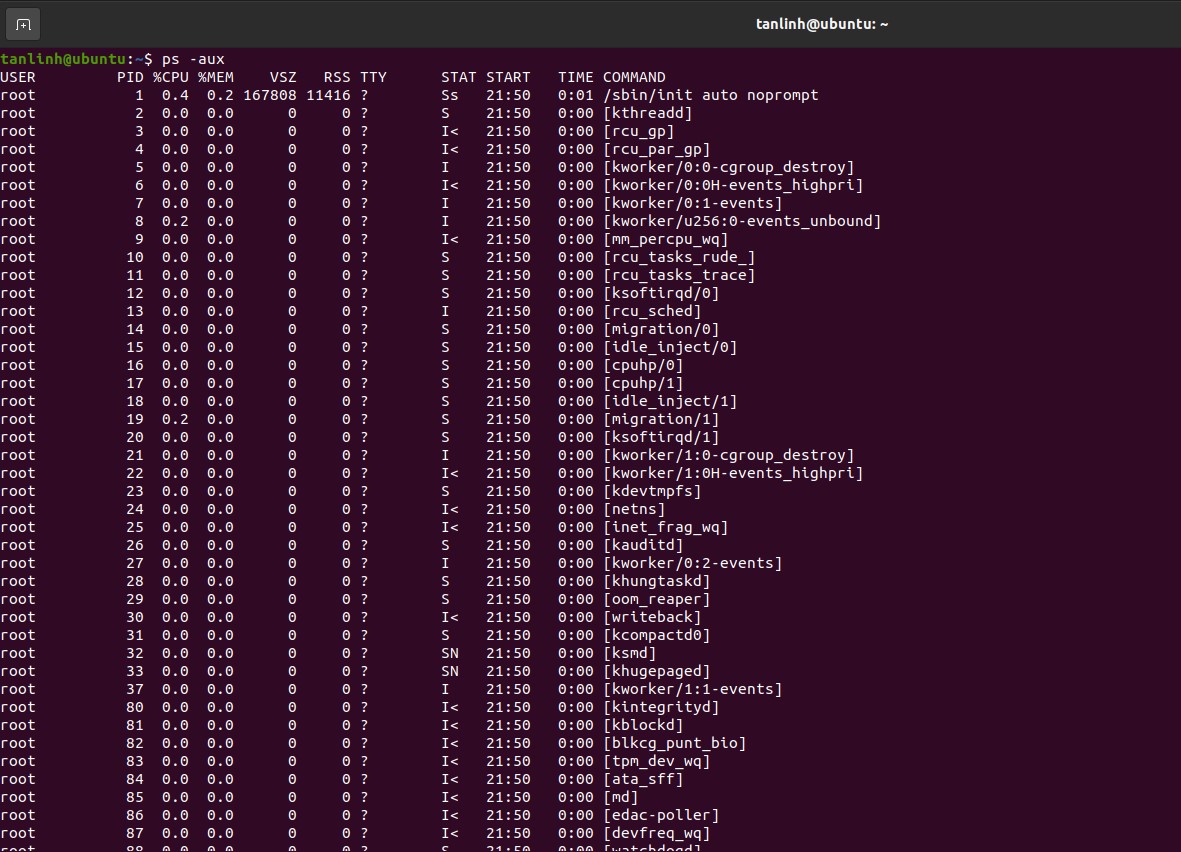 tanlinh@ubuntu: ~
tanlinh@ubuntu:~$ ps -aux
USER PID %CPU %MEM VSZ RSS TTY STAT START TIME COMMAND
root 1 0.4 0.2 167808 11416 ? Ss 21:50 0:01 /sbin/init auto noprompt
root 2 0.0 0.0 0 0 ? S 21:50 0:00 [kthreadd]
root 3 0.0 0.0 0 0 ? I< 21:50 0:00 [rcu_gp]
root 4 0.0 0.0 0 0 ? I< 21:50 0:00 [rcu_par_gp]
root 5 0.0 0.0 0 0 ? I 21:50 0:00 [kworker/0:0-cgroup_destroy]
root 6 0.0 0.0 0 0 ? I< 21:50 0:00 [kworker/0:0H-events_highpri]
root 7 0.0 0.0 0 0 ? I 21:50 0:00 [kworker/0:1-events]
root 8 0.2 0.0 0 0 ? I 21:50 0:00 [kworker/u256:0-events_unbound]
root 9 0.0 0.0 0 0 ? I< 21:50 0:00 [mm_percpu_wq]
root 10 0.0 0.0 0 0 ? S 21:50 0:00 [rcu_tasks_rude_]
root 11 0.0 0.0 0 0 ? S 21:50 0:00 [rcu_tasks_trace]
root 12 0.0 0.0 0 0 ? S 21:50 0:00 [ksoftirqd/0]
root 13 0.0 0.0 0 0 ? I 21:50 0:00 [rcu_sched]
root 14 0.0 0.0 0 0 ? S 21:50 0:00 [migration/0]
root 15 0.0 0.0 0 0 ? S 21:50 0:00 [idle_inject/0]
root 16 0.0 0.0 0 0 ? S 21:50 0:00 [cpuhp/0]
root 17 0.0 0.0 0 0 ? S 21:50 0:00 [cpuhp/1]
root 18 0.0 0.0 0 0 ? S 21:50 0:00 [idle_inject/1]
root 19 0.2 0.0 0 0 ? S 21:50 0:00 [migration/1]
root 20 0.0 0.0 0 0 ? S 21:50 0:00 [ksoftirqd/1]
root 21 0.0 0.0 0 0 ? I 21:50 0:00 [kworker/1:0-cgroup_destroy]
root 22 0.0 0.0 0 0 ? I< 21:50 0:00 [kworker/1:0H-events_highpri]
root 23 0.0 0.0 0 0 ? S 21:50 0:00 [kdevtmpfs]
root 24 0.0 0.0 0 0 ? I< 21:50 0:00 [netns]
root 25 0.0 0.0 0 0 ? I< 21:50 0:00 [inet_frag_wq]
root 26 0.0 0.0 0 0 ? S 21:50 0:00 [kauditd]
root 27 0.0 0.0 0 0 ? I 21:50 0:00 [kworker/0:2-events]
root 28 0.0 0.0 0 0 ? S 21:50 0:00 [khungtaskd]
root 29 0.0 0.0 0 0 ? S 21:50 0:00 [oom_reaper]
root 30 0.0 0.0 0 0 ? I< 21:50 0:00 [writeback]
root 31 0.0 0.0 0 0 ? S 21:50 0:00 [kcompactd0]
root 32 0.0 0.0 0 0 ? SN 21:50 0:00 [ksmd]
root 33 0.0 0.0 0 0 ? SN 21:50 0:00 [khugepaged]
root 37 0.0 0.0 0 0 ? I 21:50 0:00 [kworker/1:1-events]
root 80 0.0 0.0 0 0 ? I< 21:50 0:00 [kintegrityd]
root 81 0.0 0.0 0 0 ? I< 21:50 0:00 [kblockd]
root 82 0.0 0.0 0 0 ? I< 21:50 0:00 [blkcg_punt_bio]
root 83 0.0 0.0 0 0 ? I< 21:50 0:00 [tpm_dev_wq]
root 84 0.0 0.0 0 0 ? I< 21:50 0:00 [ata_sff]
root 85 0.0 0.0 0 0 ? I< 21:50 0:00 [md]
root 86 0.0 0.0 0 0 ? I< 21:50 0:00 [edac-poller]
root 87 0.0 0.0 0 0 ? I< 21:50 0:00 [devfreq_wq]
root 88 0.0 0.0 0 0 ? S 21:50 0:00 [watchdogd]